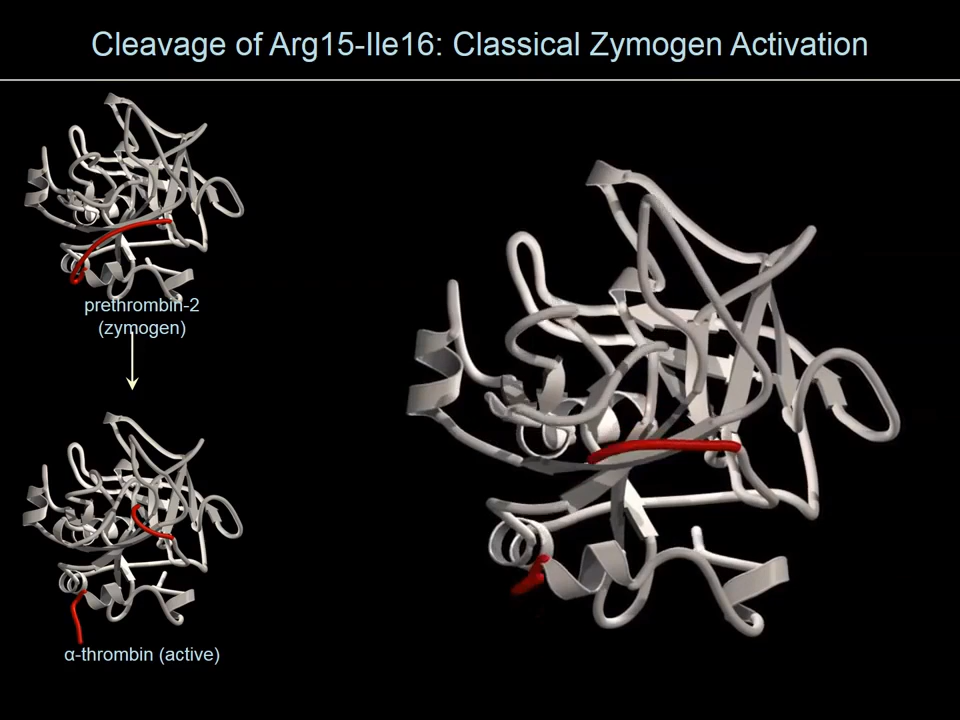 Cleavage of Arg15-Ile16: Classical Zymogen Activation
prethrombin-2
(zymogen)
α-thrombin (active)